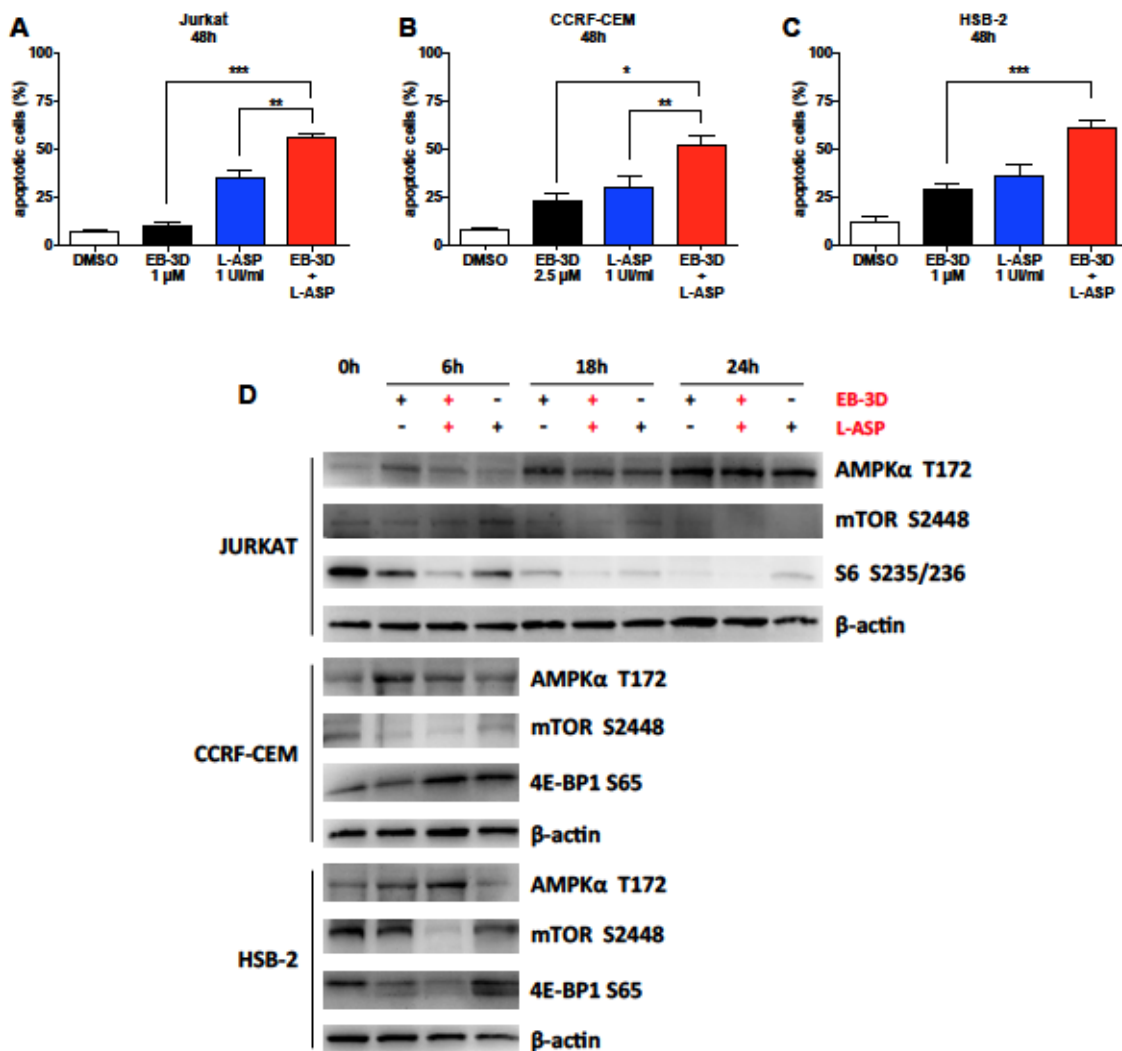 A
Jurkat
48h
apoptotic cells (%)
100
75
50
25
0
***
**
DMSO
EB-3D
1 µM
L-ASP
1 UI/ml
EB-3D
+
L-ASP
B
CCRF-CEM
48h
apoptotic cells (%)
100
75
50
25
0
*
**
DMSO
EB-3D
2.5 µM
L-ASP
1 UI/ml
EB-3D
+
L-ASP
C
HSB-2
48h
apoptotic cells (%)
100
75
50
25
0
***
DMSO
EB-3D
1 µM
L-ASP
1 UI/ml
EB-3D
+
L-ASP
D
0h 6h 18h 24h
+ + - + + - + + - EB-3D
- + + - + + - + + L-ASP
JURKAT
AMPKα T172
mTOR S2448
S6 S235/236
β-actin
CCRF-CEM
AMPKα T172
mTOR S2448
4E-BP1 S65
β-actin
HSB-2
AMPKα T172
mTOR S2448
4E-BP1 S65
β-actin